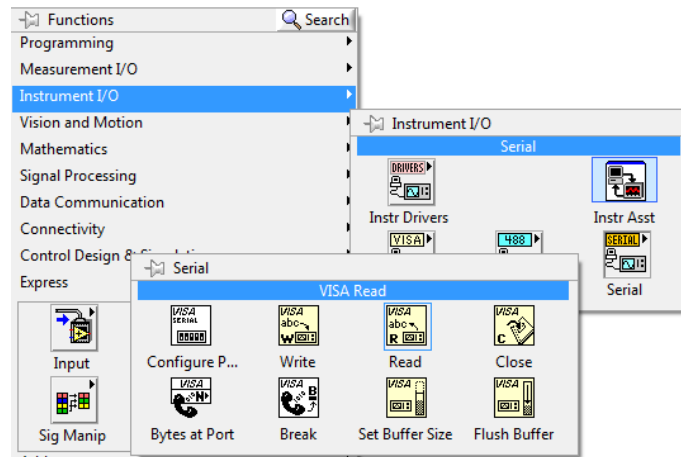 Functions
Search
Programming
Measurement I/O
Instrument I/O
Vision and Motion
Mathematics
Signal Processing
Data Communication
Connectivity
Control Design &
Express
Input
Sig Manip
Instrument I/O
Serial
DRIVERS
Instr Drivers
Instr Asst
VISA
488
SERIAL
Serial
Serial
VISA Read
VISA SERIAL
Configure P...
VISA abc W
Write
VISA abc R
Read
VISA C
Close
VISA N
Bytes at Port
VISA B
Break
VISA
Set Buffer Size
VISA
Flush Buffer